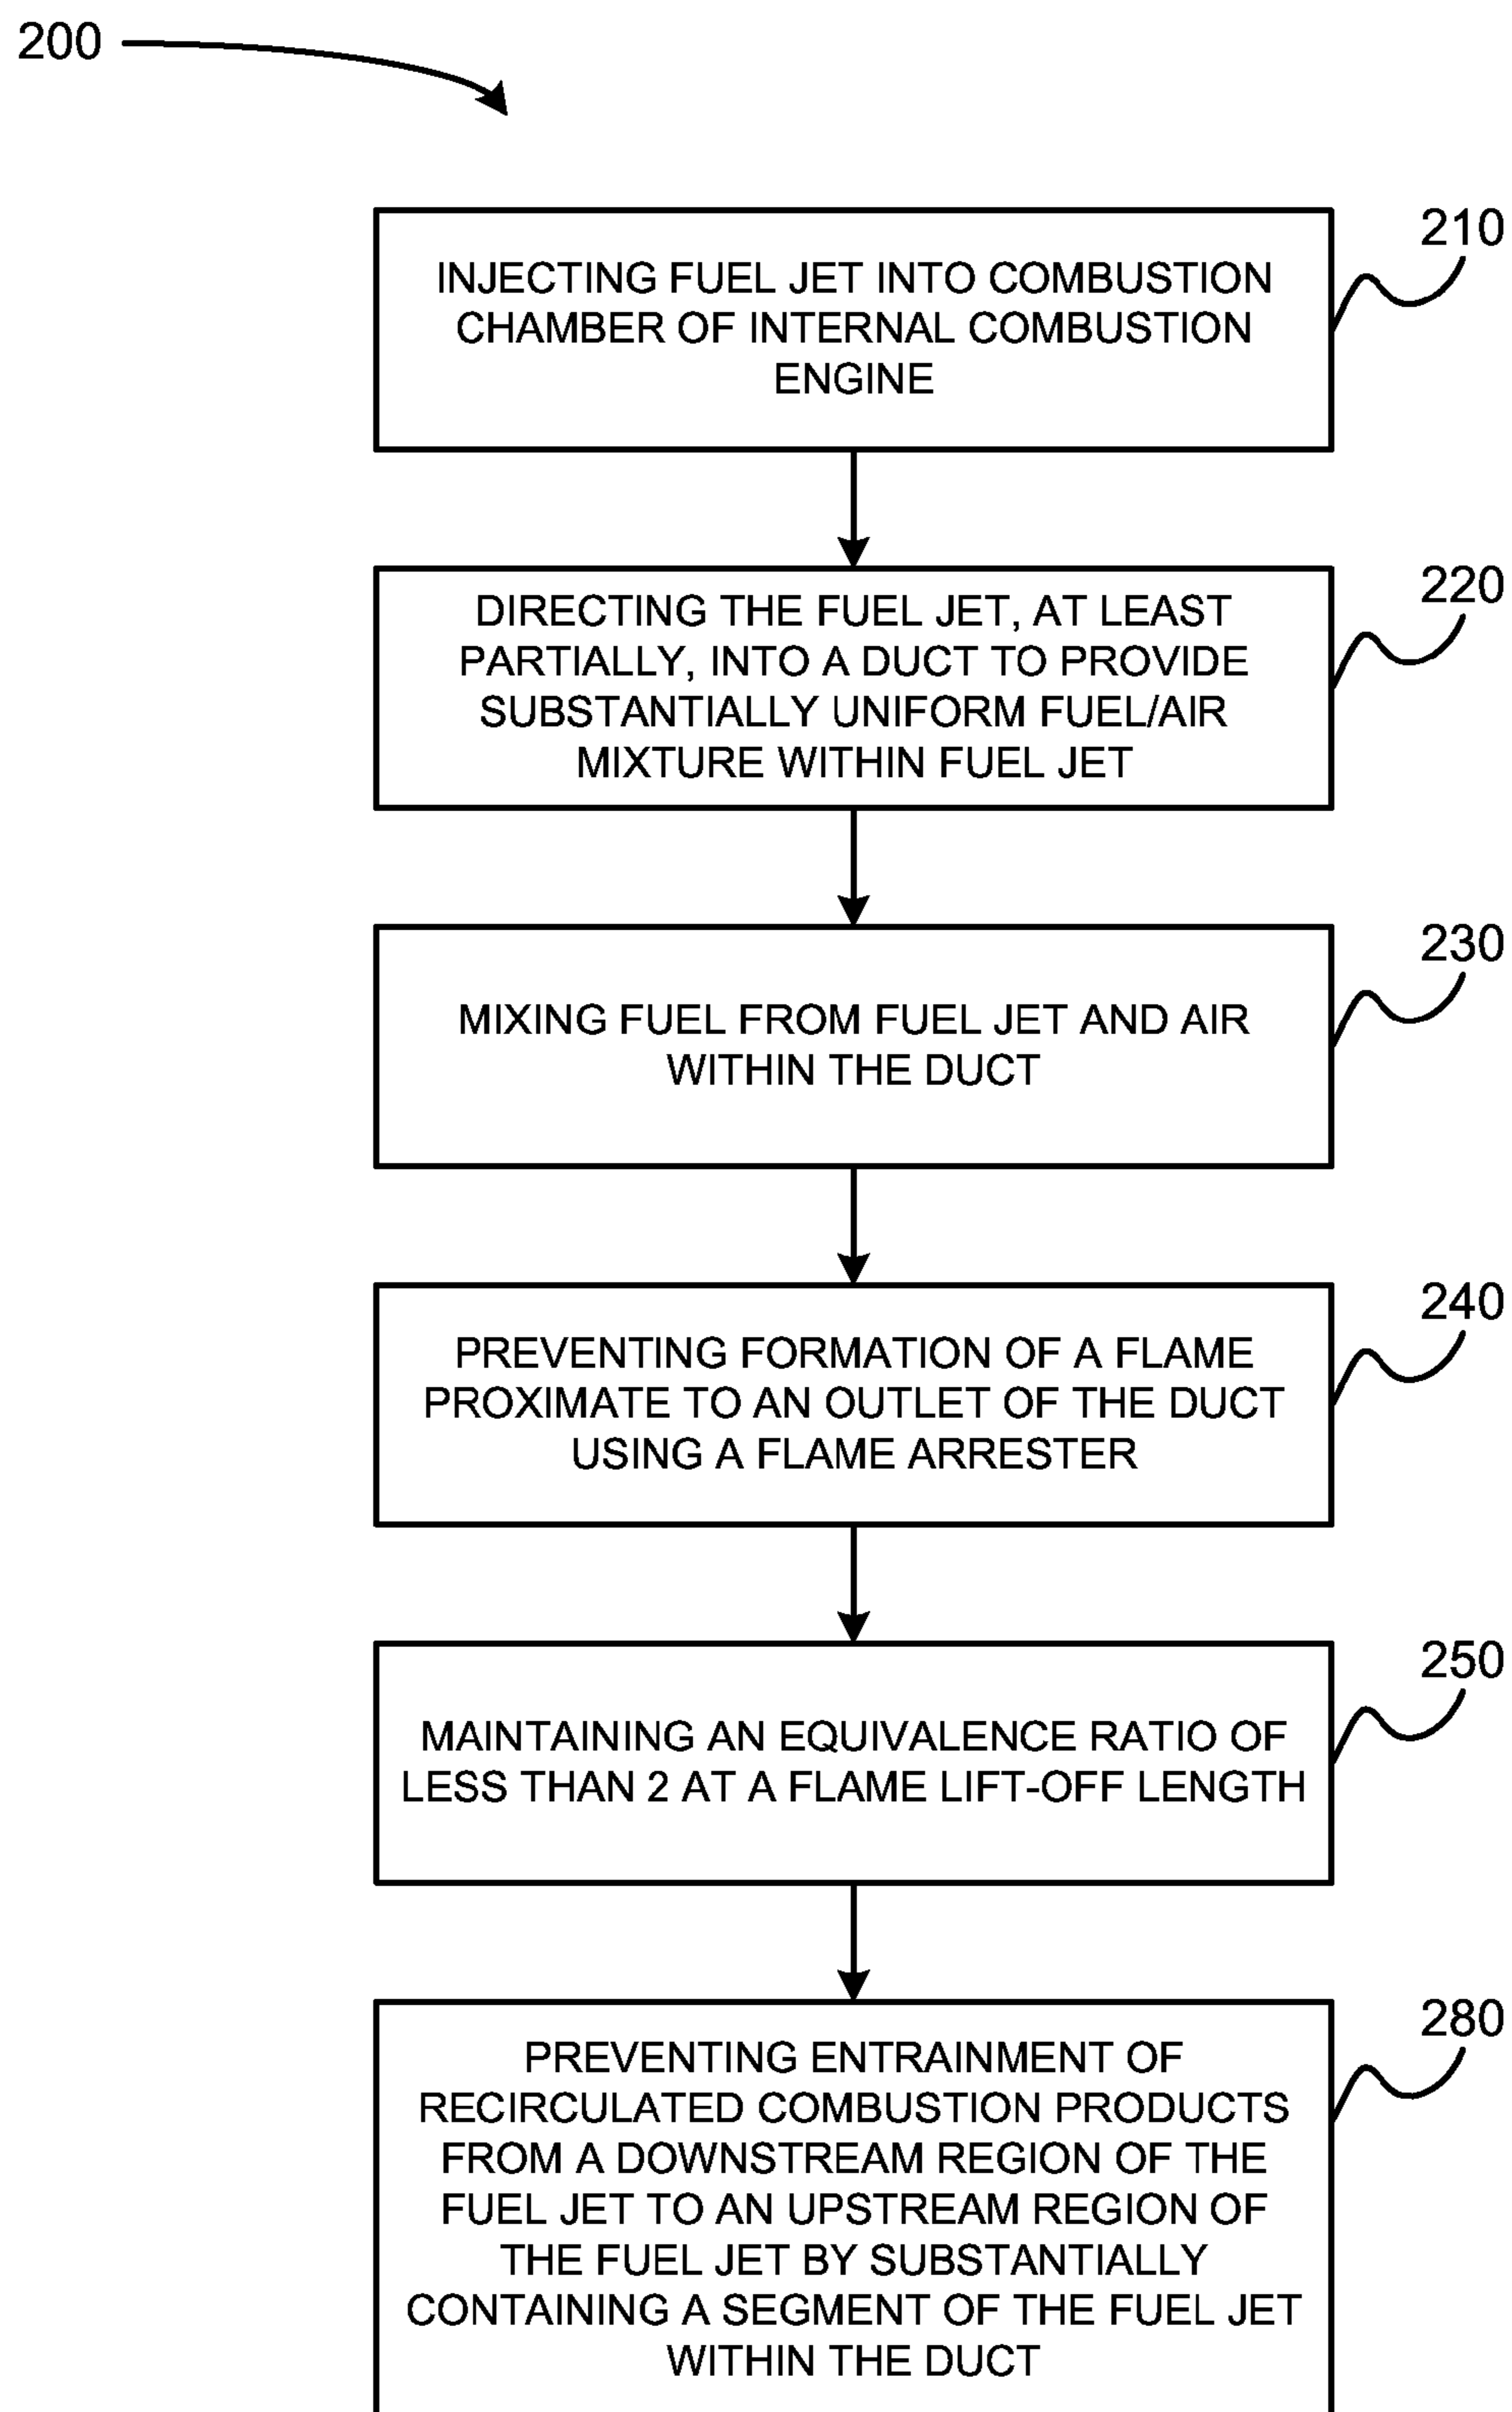 200
210
INJECTING FUEL JET INTO COMBUSTION
CHAMBER OF INTERNAL COMBUSTION
ENGINE
220
DIRECTING THE FUEL JET, AT LEAST
PARTIALLY, INTO A DUCT TO PROVIDE
SUBSTANTIALLY UNIFORM FUEL/AIR
MIXTURE WITHIN FUEL JET
230
MIXING FUEL FROM FUEL JET AND AIR
WITHIN THE DUCT
240
PREVENTING FORMATION OF A FLAME
PROXIMATE TO AN OUTLET OF THE DUCT
USING A FLAME ARRESTER
250
MAINTAINING AN EQUIVALENCE RATIO OF
LESS THAN 2 AT A FLAME LIFT-OFF LENGTH
280
PREVENTING ENTRAINMENT OF
RECIRCULATED COMBUSTION PRODUCTS
FROM A DOWNSTREAM REGION OF THE
FUEL JET TO AN UPSTREAM REGION OF
THE FUEL JET BY SUBSTANTIALLY
CONTAINING A SEGMENT OF THE FUEL JET
WITHIN THE DUCT